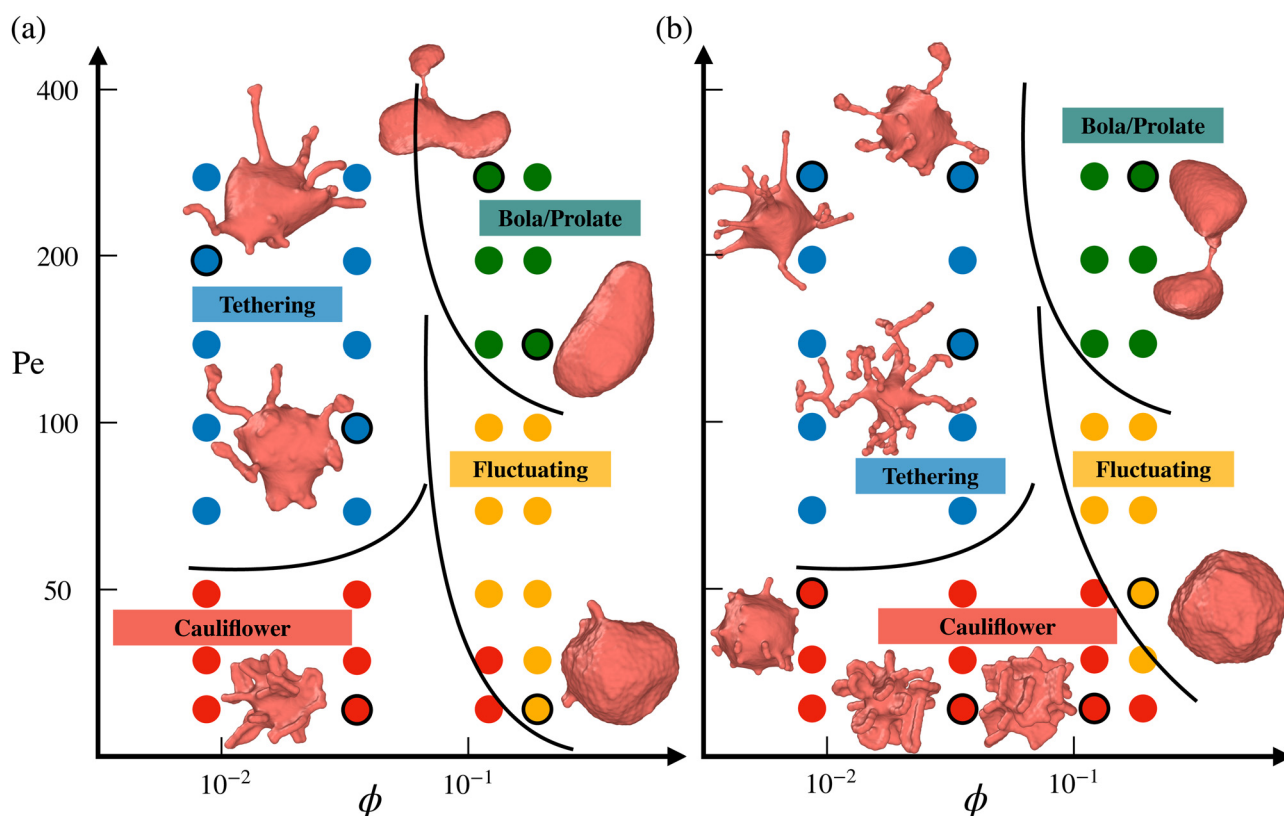 (a)
400
200
Pe
100
50
Bola/Prolate
Tethering
Fluctuating
Cauliflower
10⁻²
ϕ
10⁻¹
(b)
Bola/Prolate
Tethering
Fluctuating
Cauliflower
10⁻²
ϕ
10⁻¹